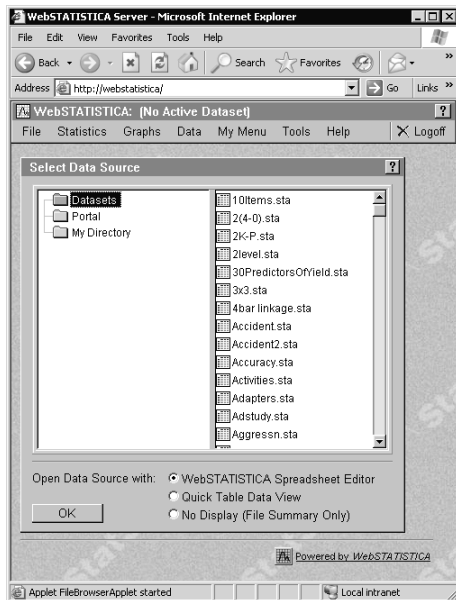 WebSTATISTICA Server - Microsoft Internet Explorer
File Edit View Favorites Tools Help
Back Search Favorites »
Address http://webstatistica/ Go Links »
WebSTATISTICA: (No Active Dataset) ?
File Statistics Graphs Data My Menu Tools Help Logoff
Select Data Source ?
Datasets
Portal
My Directory
10Items.sta
2(4-0).sta
2K-P.sta
2level.sta
30PredictorsOfYield.sta
3x3.sta
4bar linkage.sta
Accident.sta
Accident2.sta
Accuracy.sta
Activities.sta
Adapters.sta
Adstudy.sta
Aggressn.sta
Open Data Source with: WebSTATISTICA Spreadsheet Editor
Quick Table Data View
OK No Display (File Summary Only)
Powered by WebSTATISTICA
Applet FileBrowserApplet started Local intranet